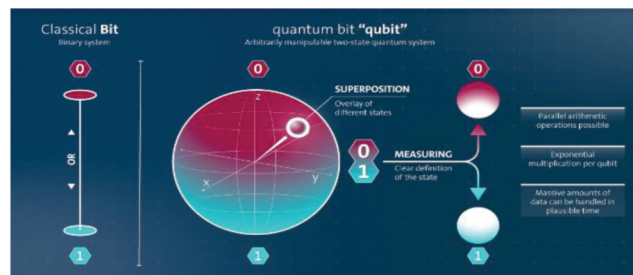 Classical Bit
Binary system
0
OR
1
quantum bit “qubit”
Arbitrarily manipulable two-state quantum system
0
z
x
y
1
SUPERPOSITION
Overlay of
different states
0
1
MEASURING
Clear definition
of the state
0
1
Parallel arithmetic
operations possible
Exponential
multiplication per qubit
Massive amounts of
data can be handled in
plausible time